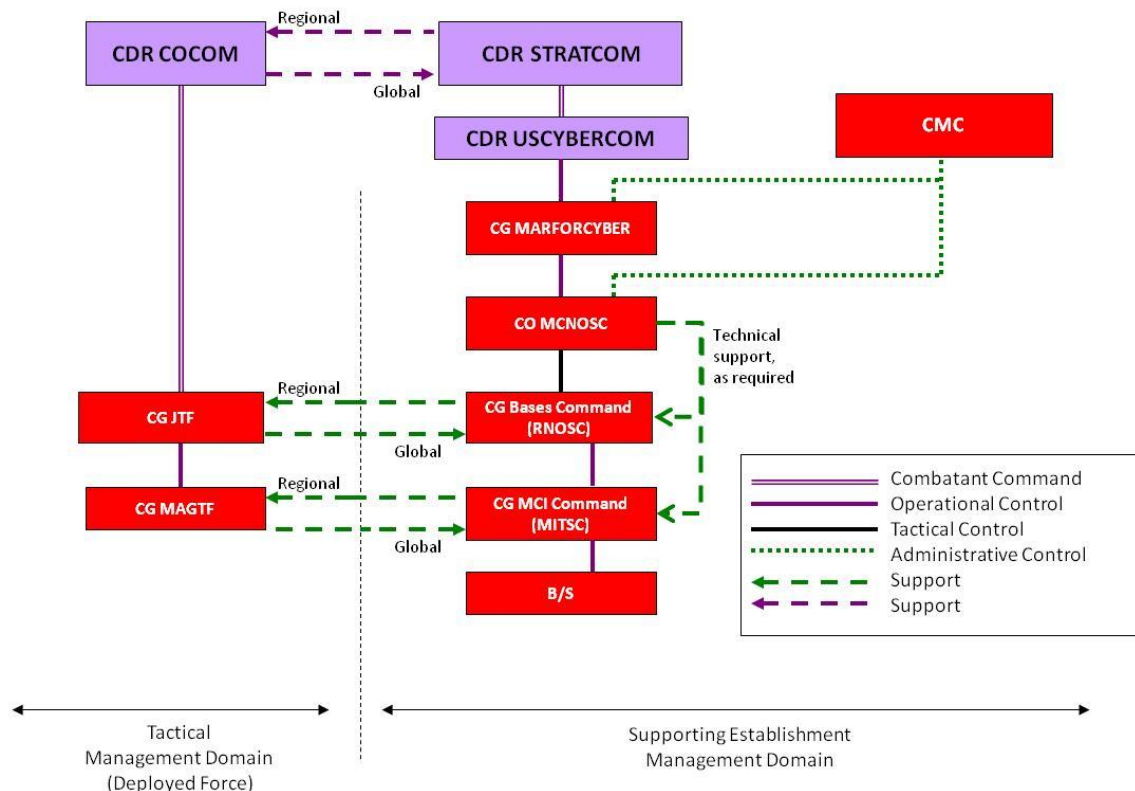 Regional
CDR COCOM
CDR STRATCOM
Global
CMC
CDR USCYBERCOM
CG MARFORCYBER
CO MCNOSC
Technical
support,
as required
Regional
CG JTF
CG Bases Command
(RNOSC)
Global
Regional
CG MAGTF
CG MCI Command
(MITSC)
Global
B/S
Combatant Command
Operational Control
Tactical Control
Administrative Control
Support
Support
Tactical
Management Domain
(Deployed Force)
Supporting Establishment
Management Domain